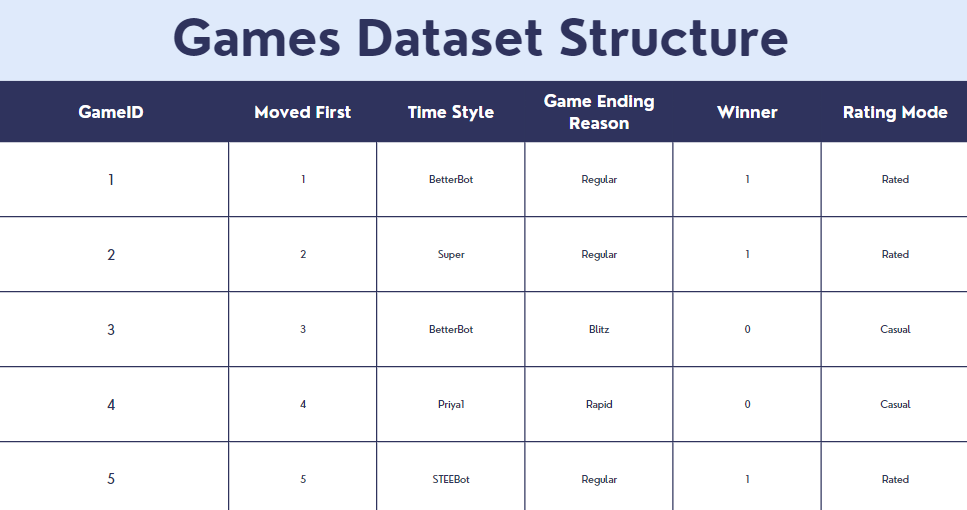 Games Dataset Structure
GameID Moved First Time Style Game Ending Reason Winner Rating Mode
1 1 BetterBot Regular 1 Rated
2 2 Super Regular 1 Rated
3 3 BetterBot Blitz 0 Casual
4 4 Priya1 Rapid 0 Casual
5 5 STEEBot Regular 1 Rated